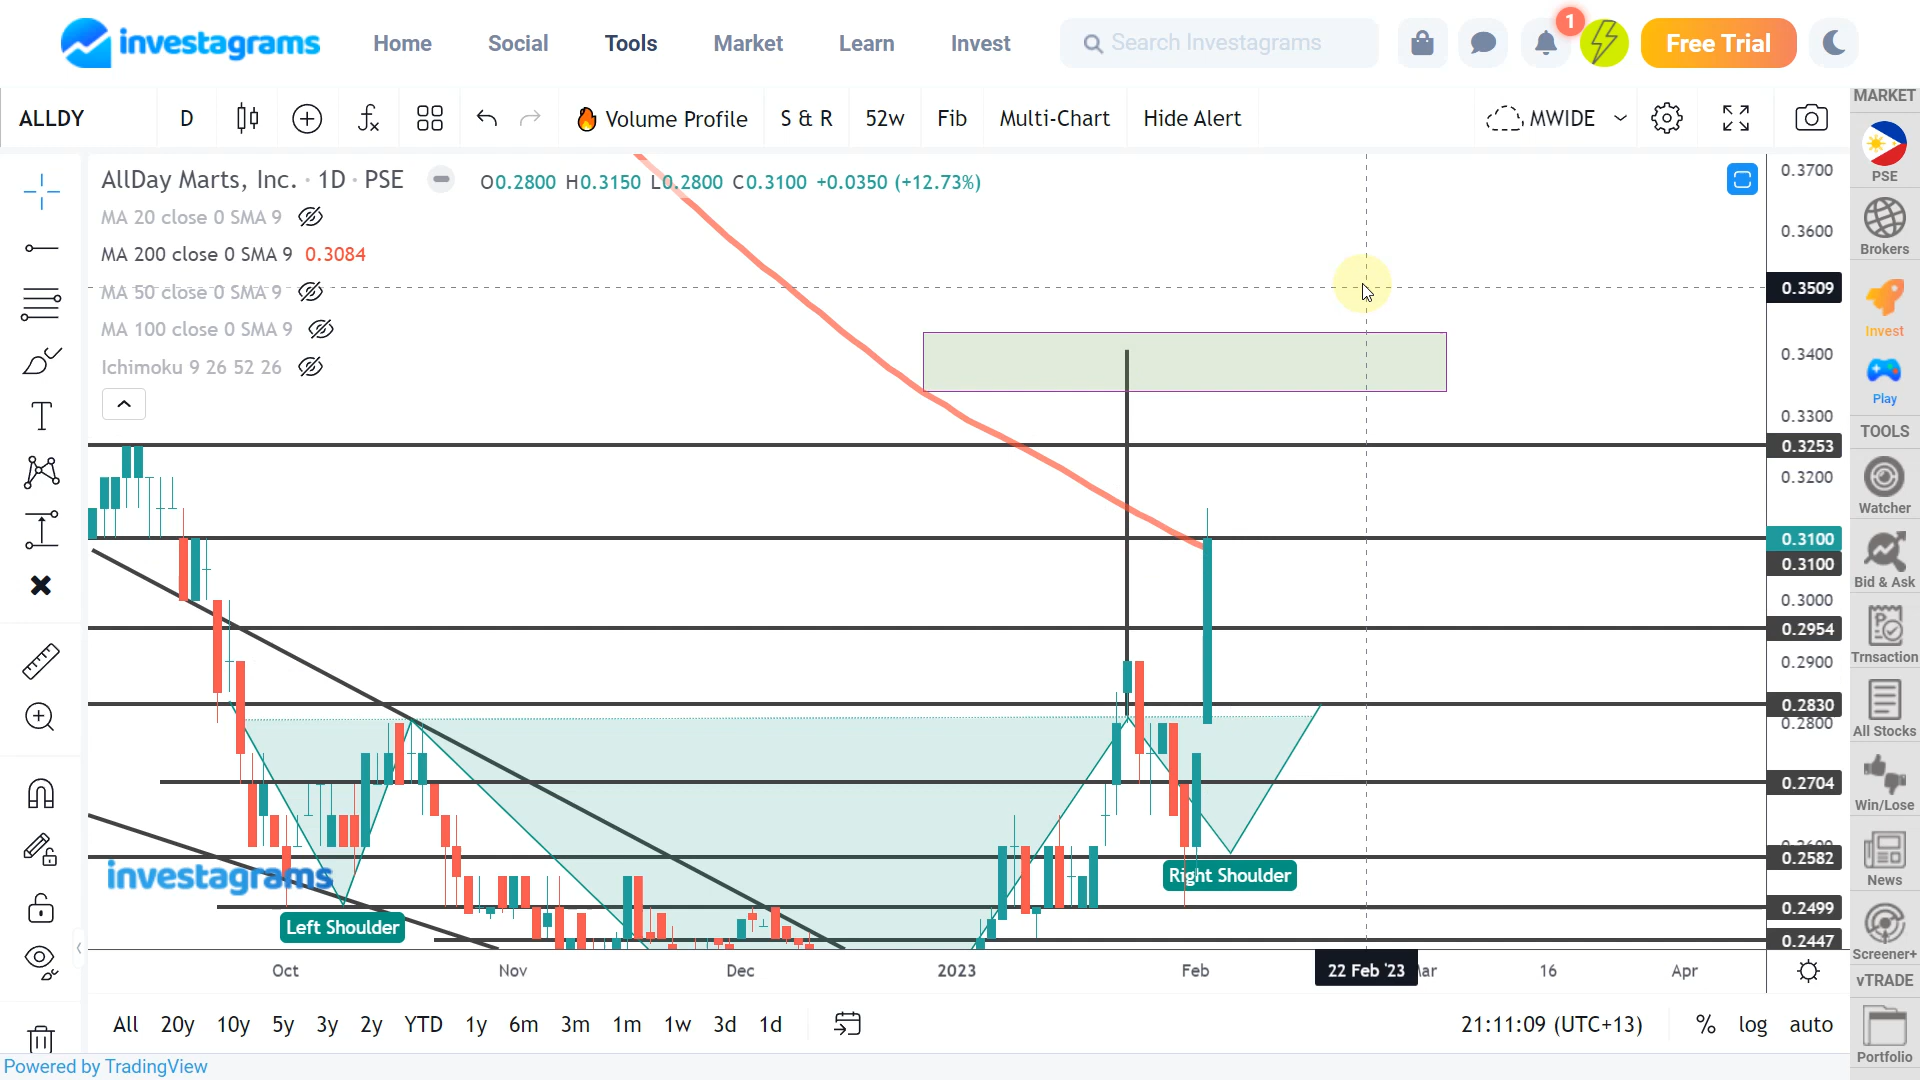 investagrams Home Social Tools Market Learn Invest Search Investagrams 1 Free Trial
ALLDY D Volume Profile S & R 52w Fib Multi-Chart Hide Alert MWIDE
MARKET
PSE
Brokers
Invest
Play
TOOLS
Watcher
Bid & Ask
Trnsaction
All Stocks
Win/Lose
News
Screener+
vTRADE
Portfolio
AllDay Marts, Inc. · 1D · PSE O0.2800 H0.3150 L0.2800 C0.3100 +0.0350 (+12.73%)
MA 20 close 0 SMA 9
MA 200 close 0 SMA 9 0.3084
MA 50 close 0 SMA 9
MA 100 close 0 SMA 9
Ichimoku 9 26 52 26
0.3700
0.3600
0.3509
0.3400
0.3300
0.3253
0.3200
0.3100
0.3100
0.3000
0.2954
0.2900
0.2830
0.2800
0.2704
0.2582
0.2499
0.2447
investagrams
Left Shoulder
Right Shoulder
Oct Nov Dec 2023 Feb 22 Feb '23 16 Apr
All 20y 10y 5y 3y 2y YTD 1y 6m 3m 1m 1w 3d 1d 21:11:09 (UTC+13) % log auto
Powered by TradingView